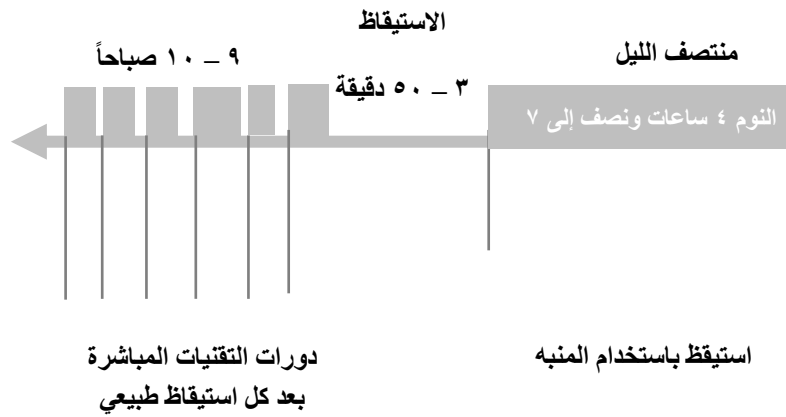 الاستيقاظ
منتصف الليل
٩ – ١٠ صباحاً
٣ – ٥٠ دقيقة
النوم ٤ ساعات ونصف إلى ٧
استيقظ باستخدام المنبه
دورات التقنيات المباشرة
بعد كل استيقاظ طبيعي